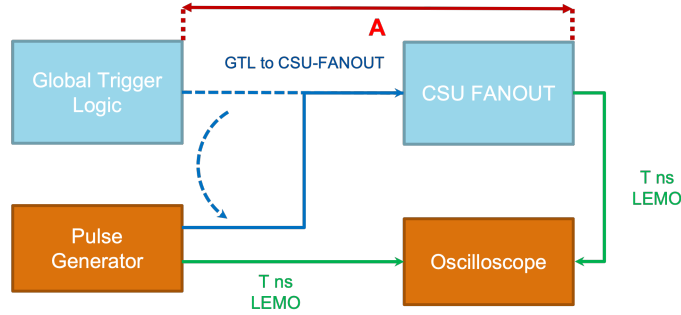 A
GTL to CSU-FANOUT
Global Trigger
Logic
CSU FANOUT
T ns
LEMO
Pulse
Generator
Oscilloscope
T ns
LEMO